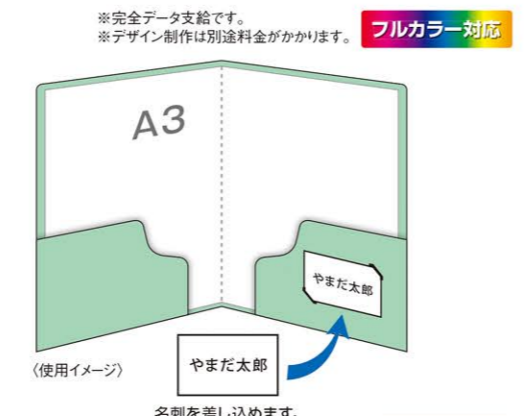 ※完全データ支給です。
※デザイン制作は別途料金がかかります。
フルカラー対応
A3
やまだ太郎
〈使用イメージ〉
やまだ太郎
名刺を差し込めます。